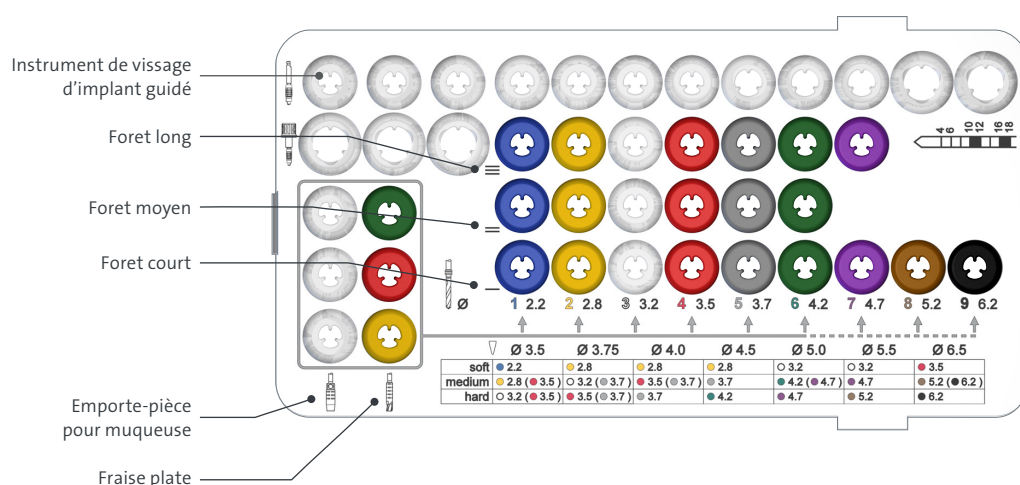 Instrument de vissage
d'implant guidé
Foret long
Foret moyen
Foret court
Emporte-pièce
pour muqueuse
Fraise plate
4 6 10 12 16 18
Ø 1 2.2 2 2.8 3 3.2 4 3.5 5 3.7 6 4.2 7 4.7 8 5.2 9 6.2
Ø 3.5 Ø 3.75 Ø 4.0 Ø 4.5 Ø 5.0 Ø 5.5 Ø 6.5
soft 2.2 2.8 2.8 2.8 3.2 3.2 3.5
medium 2.8 ( 3.5 ) 3.2 ( 3.7 ) 3.5 ( 3.7 ) 3.7 4.2 ( 4.7 ) 4.7 5.2 ( 6.2 )
hard 3.2 ( 3.5 ) 3.5 ( 3.7 ) 3.7 4.2 4.7 5.2 6.2